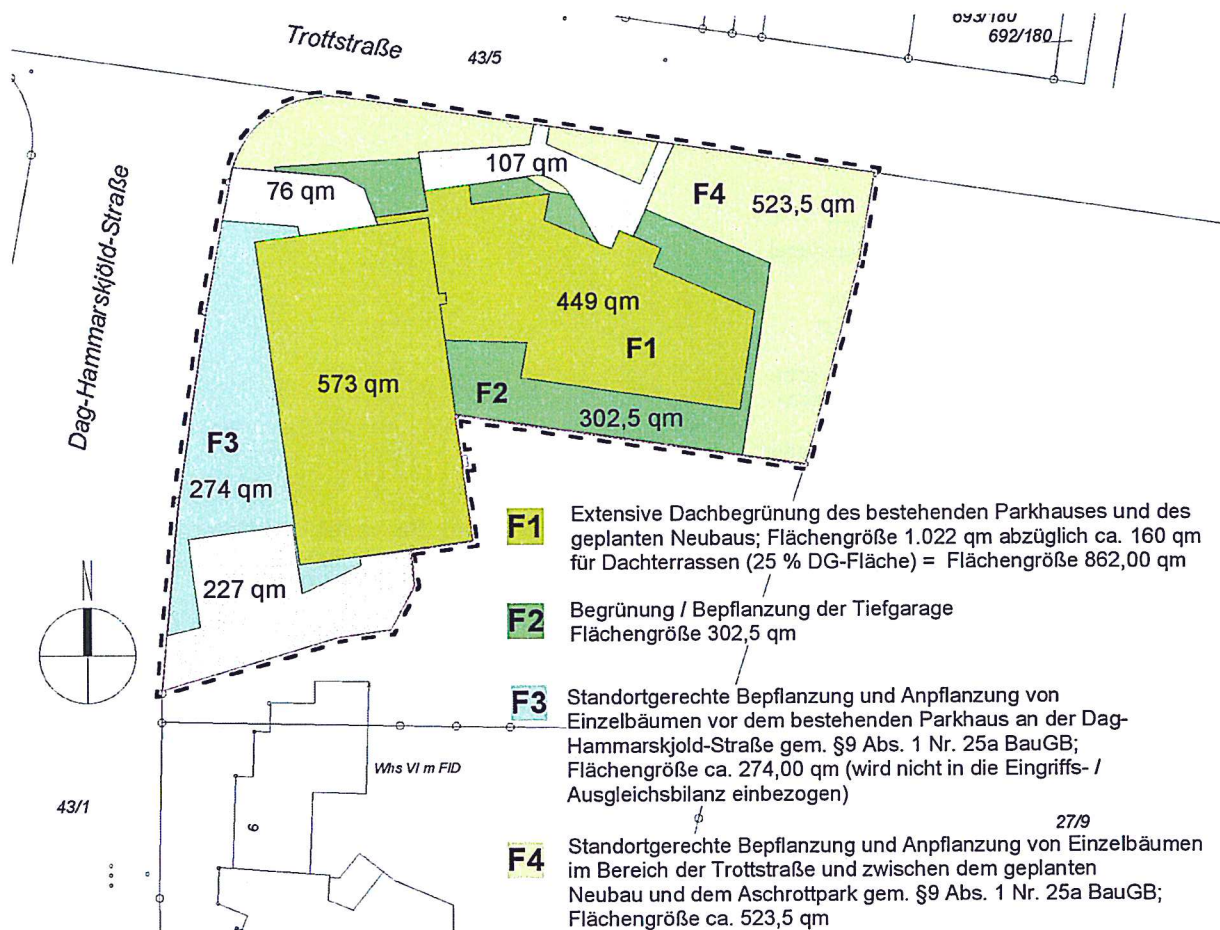 693/180
692/180
Trottstraße
43/5
Dag-Hammarskjöld-Straße
107 qm
76 qm
F4
523,5 qm
449 qm
F1
573 qm
F2
302,5 qm
F3
274 qm
227 qm
N
F1 Extensive Dachbegrünung des bestehenden Parkhauses und des
geplanten Neubaus; Flächengröße 1.022 qm abzüglich ca. 160 qm
für Dachterrassen (25 % DG-Fläche) = Flächengröße 862,00 qm
F2 Begrünung / Bepflanzung der Tiefgarage
Flächengröße 302,5 qm
F3 Standortgerechte Bepflanzung und Anpflanzung von
Einzelbäumen vor dem bestehenden Parkhaus an der Dag-
Hammarskjold-Straße gem. §9 Abs. 1 Nr. 25a BauGB;
Flächengröße ca. 274,00 qm (wird nicht in die Eingriffs- /
Ausgleichsbilanz einbezogen)
Whs VI m FID
43/1
6
27/9
F4 Standortgerechte Bepflanzung und Anpflanzung von Einzelbäumen
im Bereich der Trottstraße und zwischen dem geplanten
Neubau und dem Aschrottpark gem. §9 Abs. 1 Nr. 25a BauGB;
Flächengröße ca. 523,5 qm